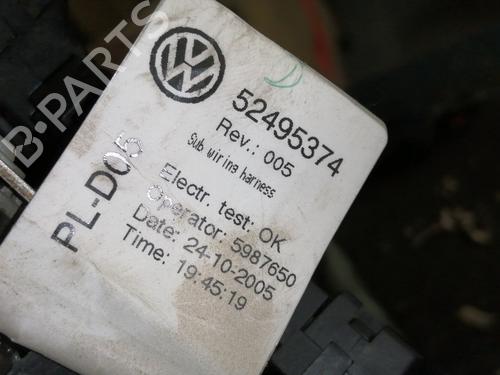 B-PARTS
52495374
Rev.: 005
Sub wiring harness
PL-D05
Electr. test: OK
Operator: 5987650
Date: 24-10-2005
Time: 19:45:19